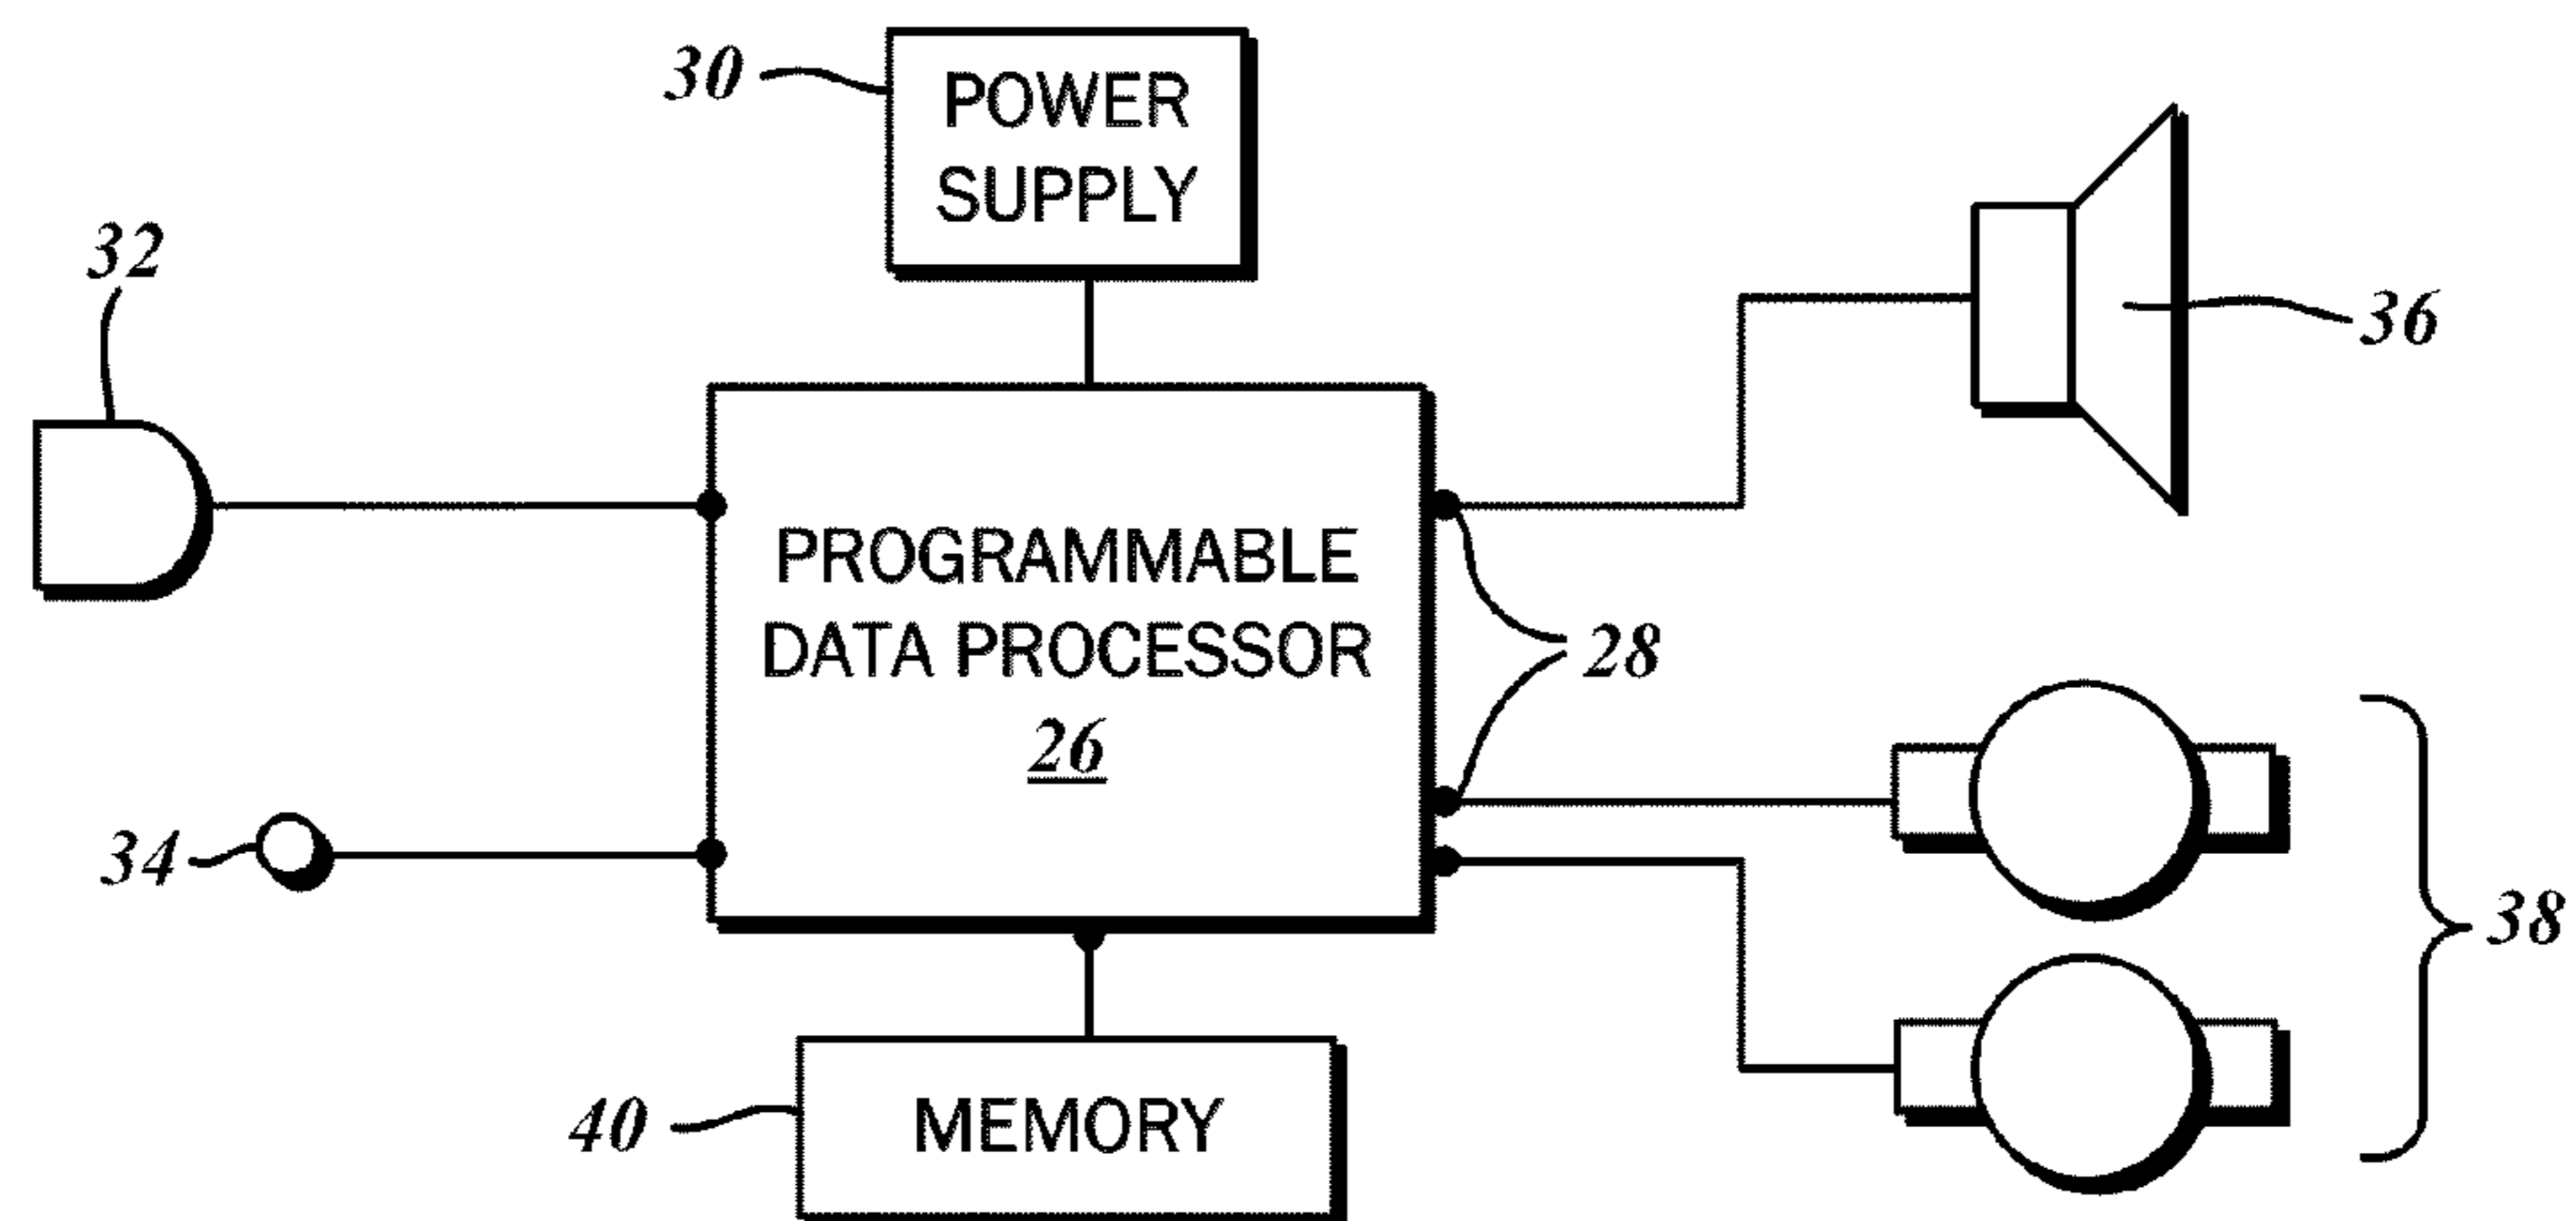 30
POWER
SUPPLY
32
36
PROGRAMMABLE
DATA PROCESSOR
26
28
34
38
40
MEMORY